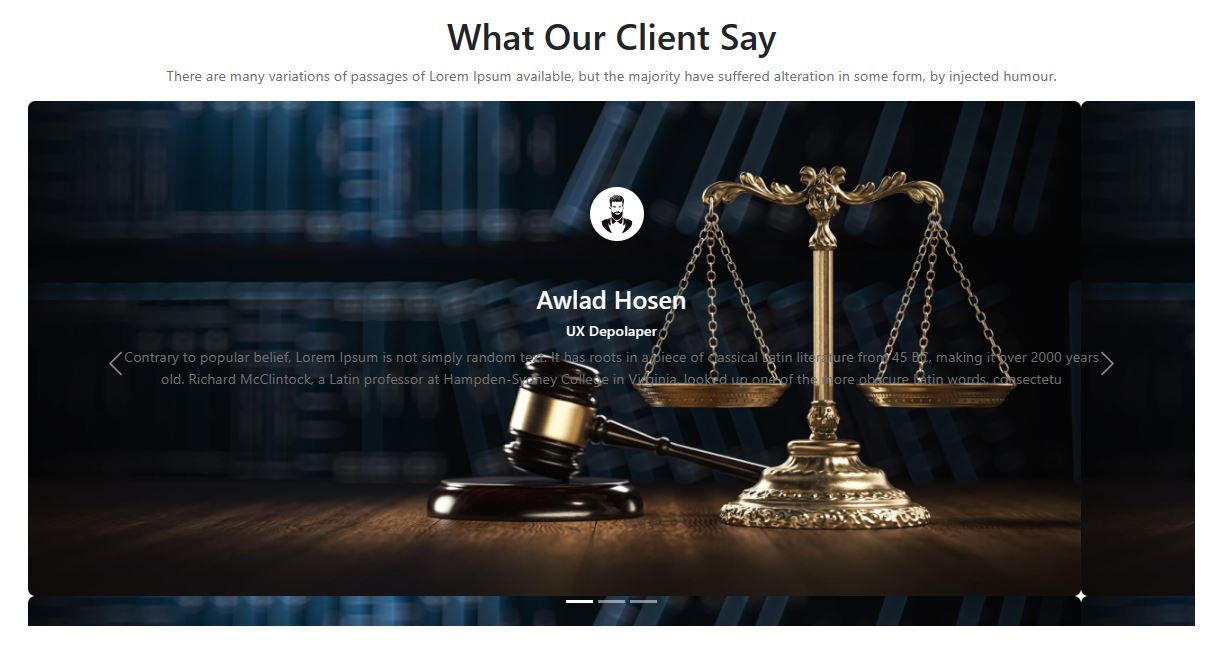 What Our Client Say
There are many variations of passages of Lorem Ipsum available, but the majority have suffered alteration in some form, by injected humour.
Awlad Hosen
UX Depolaper
Contrary to popular belief, Lorem Ipsum is not simply random text. It has roots in a piece of classical Latin literature from 45 BC, making it over 2000 years
old. Richard McClintock, a Latin professor at Hampden-Sydney College in Virginia, looked up one of the more obscure Latin words, consectetu